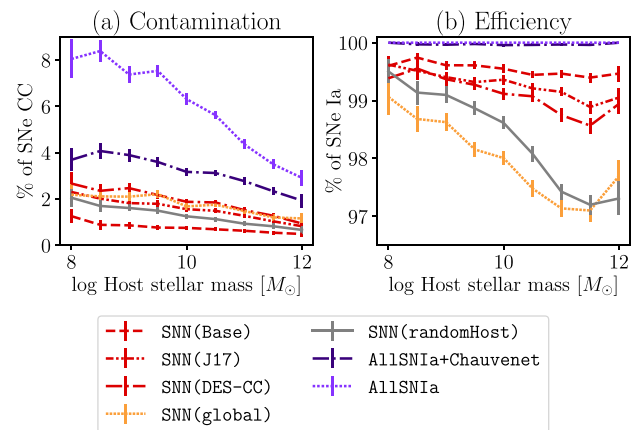 (a) Contamination
(b) Efficiency
% of SNe CC
8
6
4
2
0
8
10
12
log Host stellar mass [M⊙]
% of SNe Ia
100
99
98
97
8
10
12
log Host stellar mass [M⊙]
SNN(Base)
SNN(J17)
SNN(DES-CC)
SNN(global)
SNN(randomHost)
AllSNIa+Chauvenet
AllSNIa